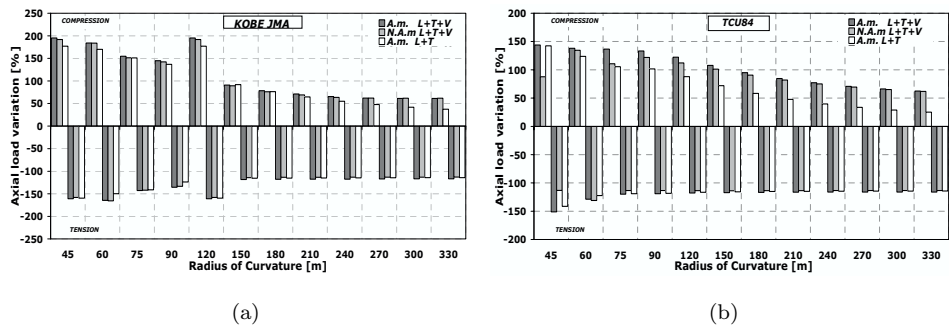 KOBE JMA
COMPRESSION
A.m. L+T+V
N.A.m L+T+V
A.m. L+T
Axial load variation [%]
250
200
150
100
50
0
-50
-100
-150
-200
-250
TENSION
45 60 75 90 120 150 180 210 240 270 300 330
Radius of Curvature [m]
(a)
TCU84
COMPRESSION
A.m. L+T+V
N.A.m L+T+V
A.m. L+T
Axial load variation [%]
200
150
100
50
0
-50
-100
-150
-200
TENSION
45 60 75 90 120 150 180 210 240 270 300 330
Radius of Curvature [m]
(b)